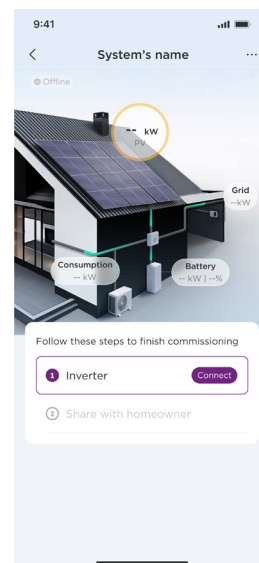 9:41
System's name
...
Offline
-- kW
PV
Grid
--kW
Consumption
-- kW
Battery
-- kW | --%
Follow these steps to finish commissioning
1 Inverter Connect
2 Share with homeowner